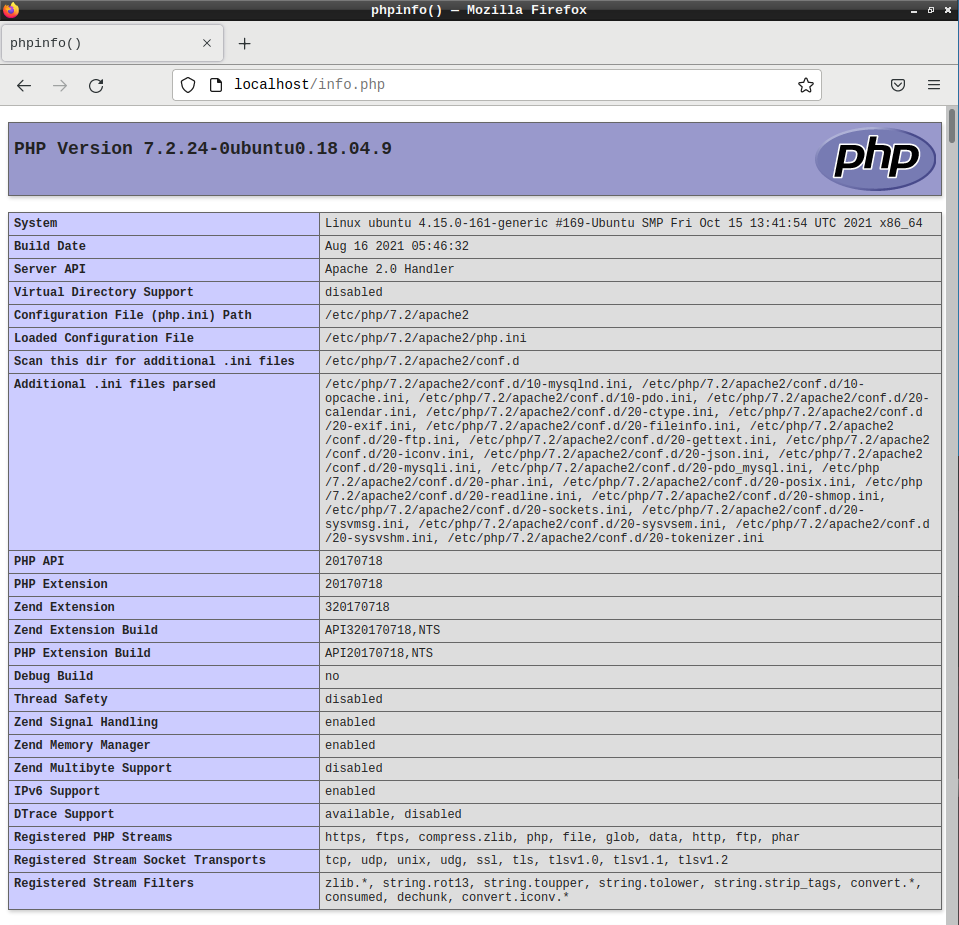 phpinfo() — Mozilla Firefox
phpinfo()
localhost/info.php
PHP Version 7.2.24-0ubuntu0.18.04.9
php
System Linux ubuntu 4.15.0-161-generic #169-Ubuntu SMP Fri Oct 15 13:41:54 UTC 2021 x86_64
Build Date Aug 16 2021 05:46:32
Server API Apache 2.0 Handler
Virtual Directory Support disabled
Configuration File (php.ini) Path /etc/php/7.2/apache2
Loaded Configuration File /etc/php/7.2/apache2/php.ini
Scan this dir for additional .ini files /etc/php/7.2/apache2/conf.d
Additional .ini files parsed /etc/php/7.2/apache2/conf.d/10-mysqlnd.ini, /etc/php/7.2/apache2/conf.d/10-
opcache.ini, /etc/php/7.2/apache2/conf.d/10-pdo.ini, /etc/php/7.2/apache2/conf.d/20-
calendar.ini, /etc/php/7.2/apache2/conf.d/20-ctype.ini, /etc/php/7.2/apache2/conf.d
/20-exif.ini, /etc/php/7.2/apache2/conf.d/20-fileinfo.ini, /etc/php/7.2/apache2
/conf.d/20-ftp.ini, /etc/php/7.2/apache2/conf.d/20-gettext.ini, /etc/php/7.2/apache2
/conf.d/20-iconv.ini, /etc/php/7.2/apache2/conf.d/20-json.ini, /etc/php/7.2/apache2
/conf.d/20-mysqli.ini, /etc/php/7.2/apache2/conf.d/20-pdo_mysql.ini, /etc/php
/7.2/apache2/conf.d/20-phar.ini, /etc/php/7.2/apache2/conf.d/20-posix.ini, /etc/php
/7.2/apache2/conf.d/20-readline.ini, /etc/php/7.2/apache2/conf.d/20-shmop.ini,
/etc/php/7.2/apache2/conf.d/20-sockets.ini, /etc/php/7.2/apache2/conf.d/20-
sysvmsg.ini, /etc/php/7.2/apache2/conf.d/20-sysvsem.ini, /etc/php/7.2/apache2/conf.d
/20-sysvshm.ini, /etc/php/7.2/apache2/conf.d/20-tokenizer.ini
PHP API 20170718
PHP Extension 20170718
Zend Extension 320170718
Zend Extension Build API320170718,NTS
PHP Extension Build API20170718,NTS
Debug Build no
Thread Safety disabled
Zend Signal Handling enabled
Zend Memory Manager enabled
Zend Multibyte Support disabled
IPv6 Support enabled
DTrace Support available, disabled
Registered PHP Streams https, ftps, compress.zlib, php, file, glob, data, http, ftp, phar
Registered Stream Socket Transports tcp, udp, unix, udg, ssl, tls, tlsv1.0, tlsv1.1, tlsv1.2
Registered Stream Filters zlib.*, string.rot13, string.toupper, string.tolower, string.strip_tags, convert.*,
consumed, dechunk, convert.iconv.*